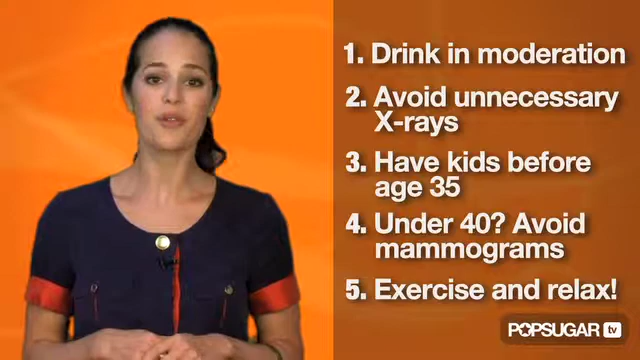 1. Drink in moderation
2. Avoid unnecessary
X-rays
3. Have kids before
age 35
4. Under 40? Avoid
mammograms
5. Exercise and relax!
POPSUGAR tv